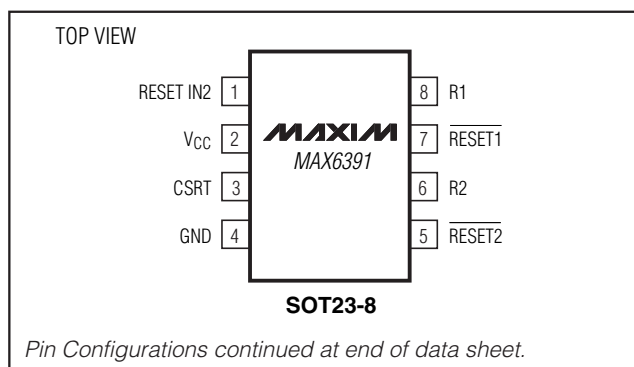 TOP VIEW
RESET IN2 1
VCC 2
CSRT 3
GND 4
MAXIM
MAX6391
8 R1
7 RESET1
6 R2
5 RESET2
SOT23-8
Pin Configurations continued at end of data sheet.